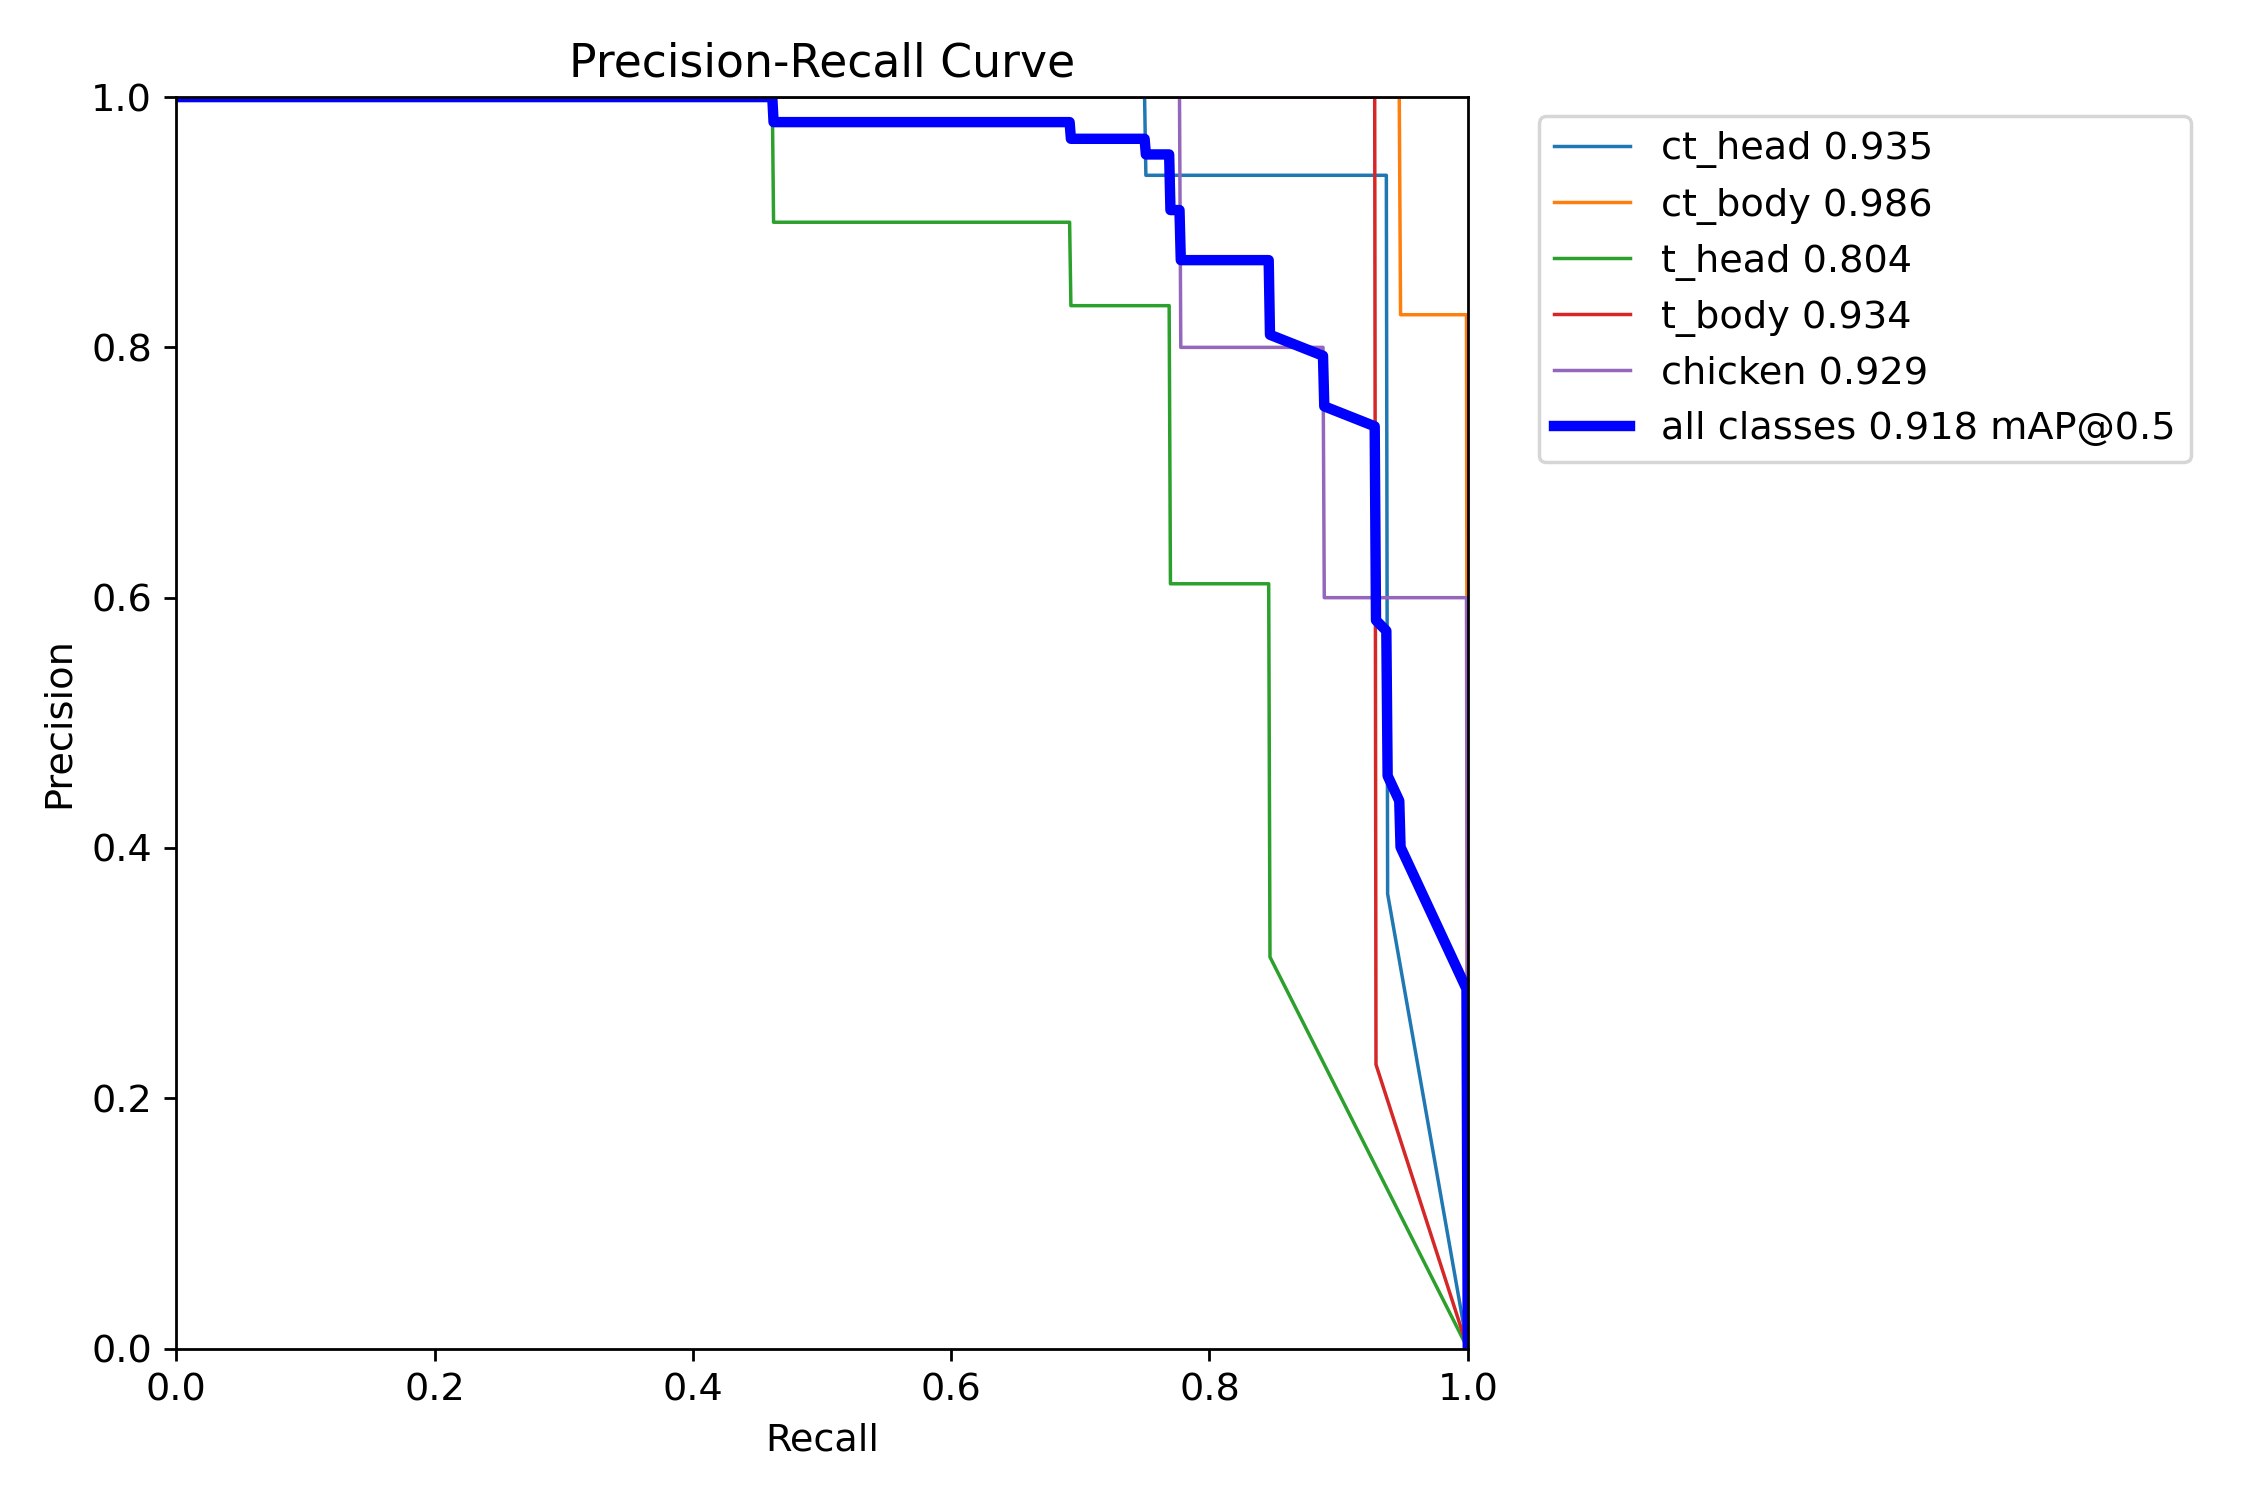 Precision-Recall Curve
1.0
0.8
0.6
0.4
0.2
0.0
Precision
0.0 0.2 0.4 0.6 0.8 1.0
Recall
ct_head 0.935
ct_body 0.986
t_head 0.804
t_body 0.934
chicken 0.929
all classes 0.918 mAP@0.5